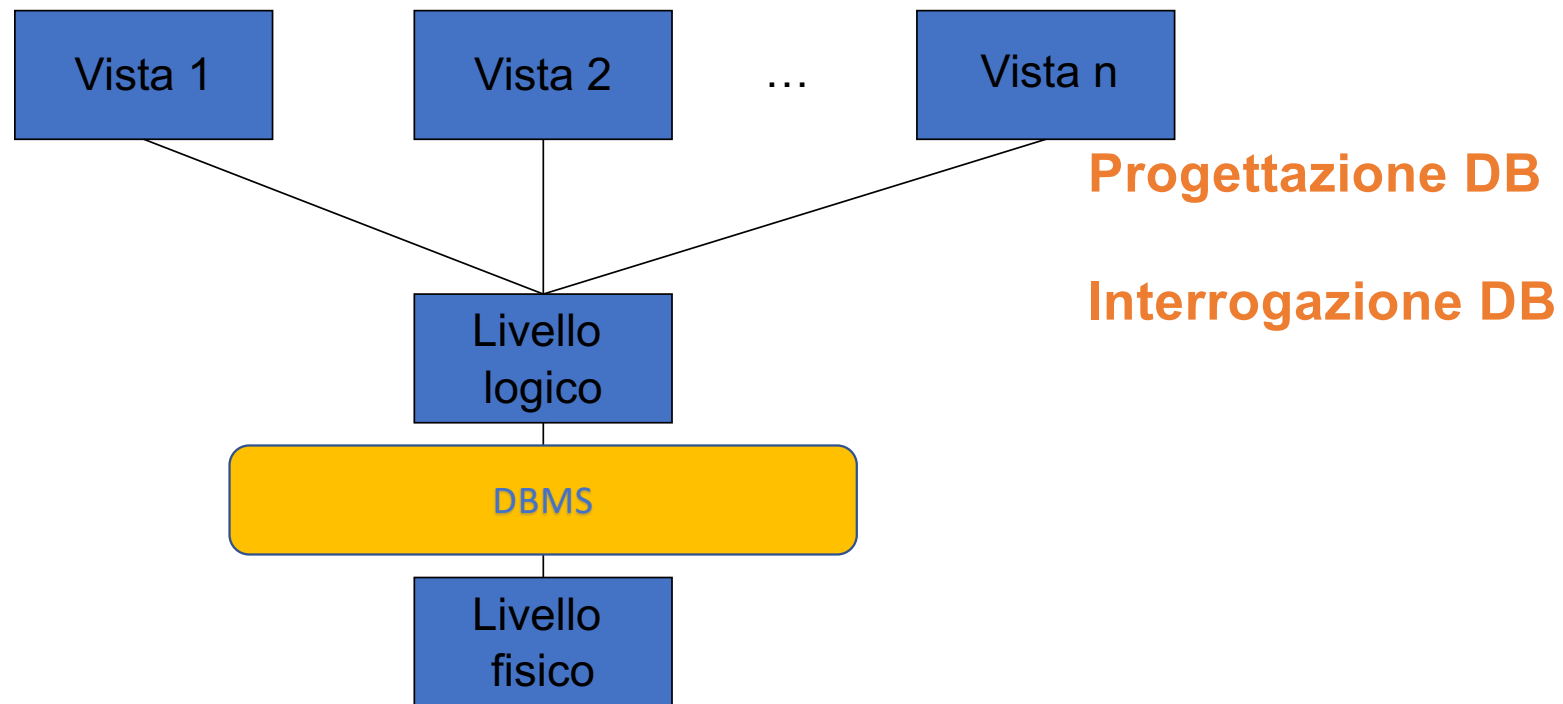 Vista 1
Vista 2
…
Vista n
Progettazione DB
Interrogazione DB
Livello
logico
DBMS
Livello
fisico